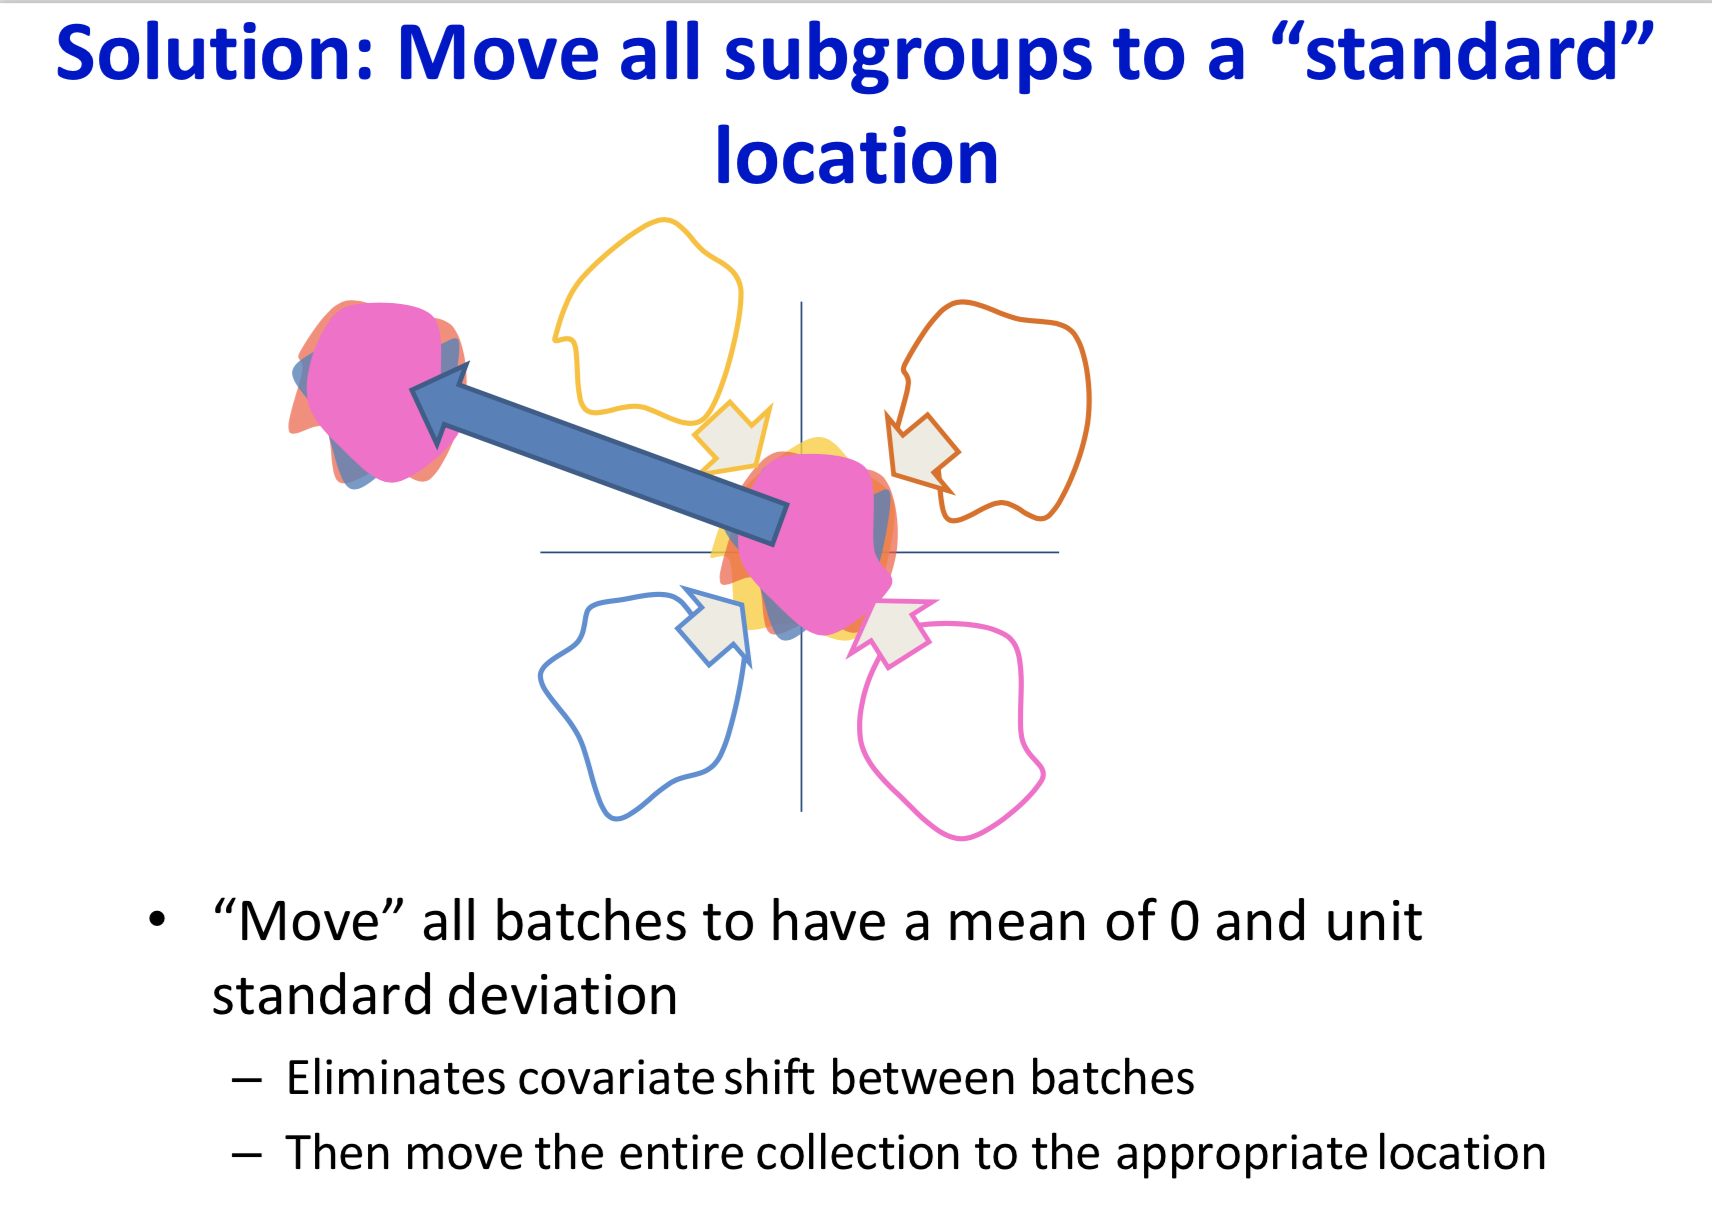 Solution: Move all subgroups to a “standard”
location
• “Move” all batches to have a mean of 0 and unit
standard deviation
– Eliminates covariate shift between batches
– Then move the entire collection to the appropriate location